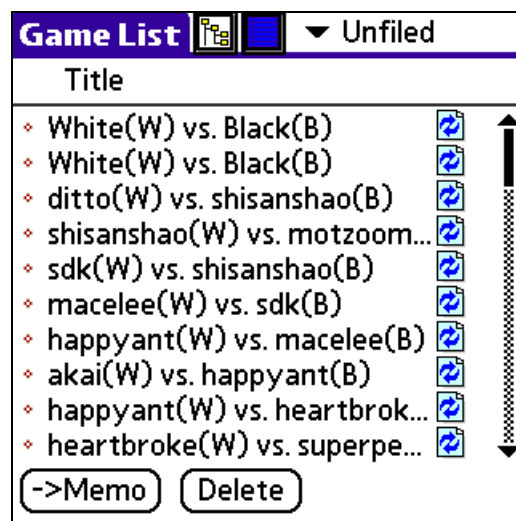 Game List Unfiled
Title
White(W) vs. Black(B)
White(W) vs. Black(B)
ditto(W) vs. shisanshao(B)
shisanshao(W) vs. motzoom...
sdk(W) vs. shisanshao(B)
macelee(W) vs. sdk(B)
happyant(W) vs. macelee(B)
akai(W) vs. happyant(B)
happyant(W) vs. heartbrok...
heartbroke(W) vs. superpe...
->Memo Delete